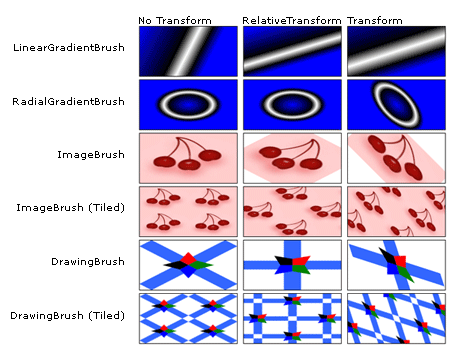 No Transform RelativeTransform Transform
LinearGradientBrush
RadialGradientBrush
ImageBrush
ImageBrush (Tiled)
DrawingBrush
DrawingBrush (Tiled)